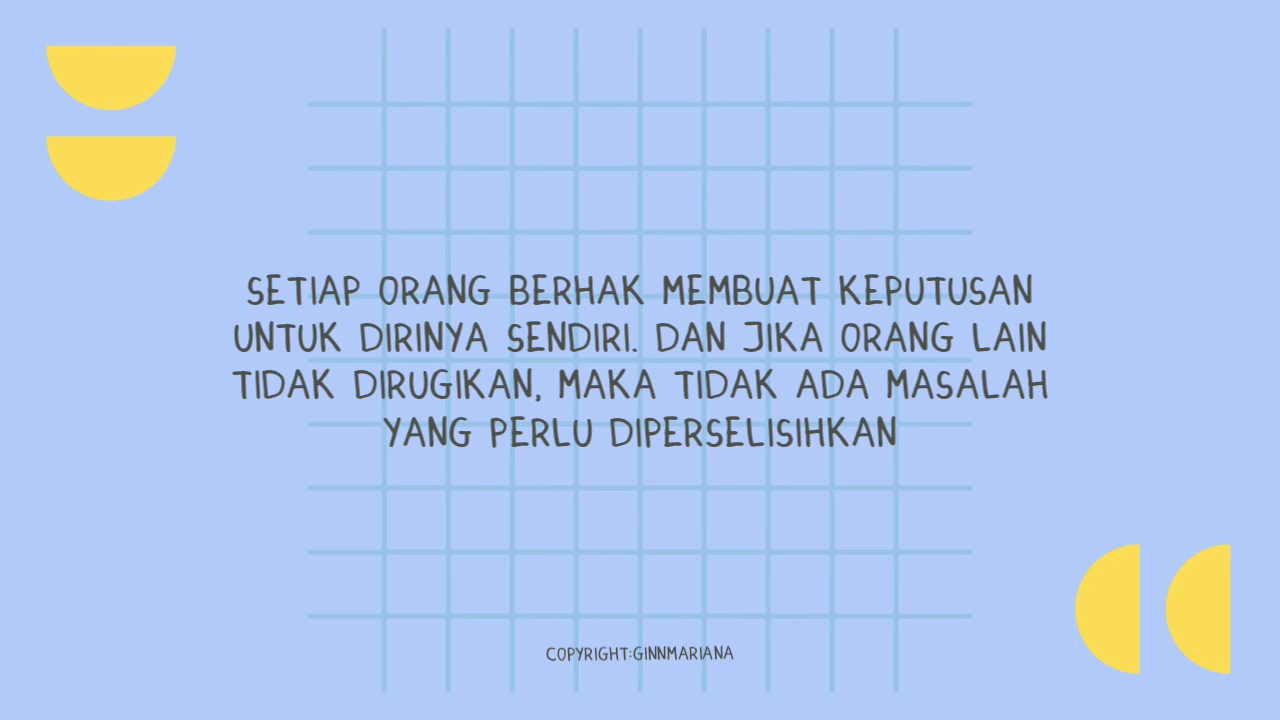 SETIAP ORANG BERHAK MEMBUAT KEPUTUSAN
UNTUK DIRINYA SENDIRI. DAN JIKA ORANG LAIN
TIDAK DIRUGIKAN, MAKA TIDAK ADA MASALAH
YANG PERLU DIPERSELISIHKAN
COPYRIGHT:GINNMARIANA